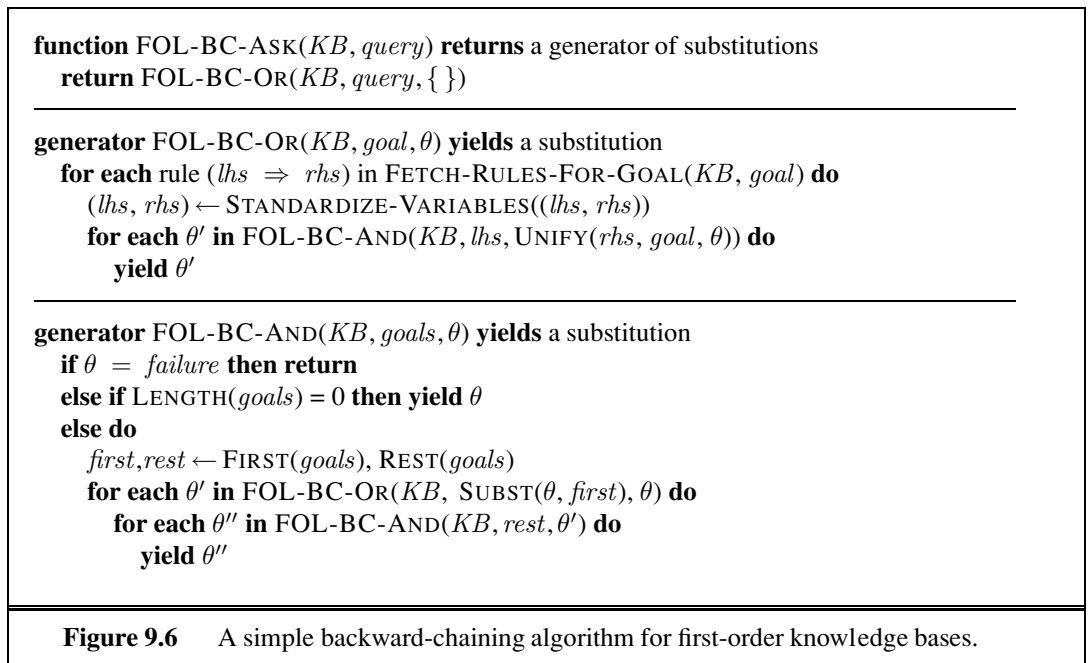 function FOL-BC-ASK(KB, query) returns a generator of substitutions
return FOL-BC-OR(KB, query, { })
generator FOL-BC-OR(KB, goal, θ) yields a substitution
for each rule (lhs ⇒ rhs) in FETCH-RULES-FOR-GOAL(KB, goal) do
(lhs, rhs) ← STANDARDIZE-VARIABLES((lhs, rhs))
for each θ′ in FOL-BC-AND(KB, lhs, UNIFY(rhs, goal, θ)) do
yield θ′
generator FOL-BC-AND(KB, goals, θ) yields a substitution
if θ = failure then return
else if LENGTH(goals) = 0 then yield θ
else do
first,rest ← FIRST(goals), REST(goals)
for each θ′ in FOL-BC-OR(KB, SUBST(θ, first), θ) do
for each θ″ in FOL-BC-AND(KB, rest, θ′) do
yield θ″
Figure 9.6 A simple backward-chaining algorithm for first-order knowledge bases.